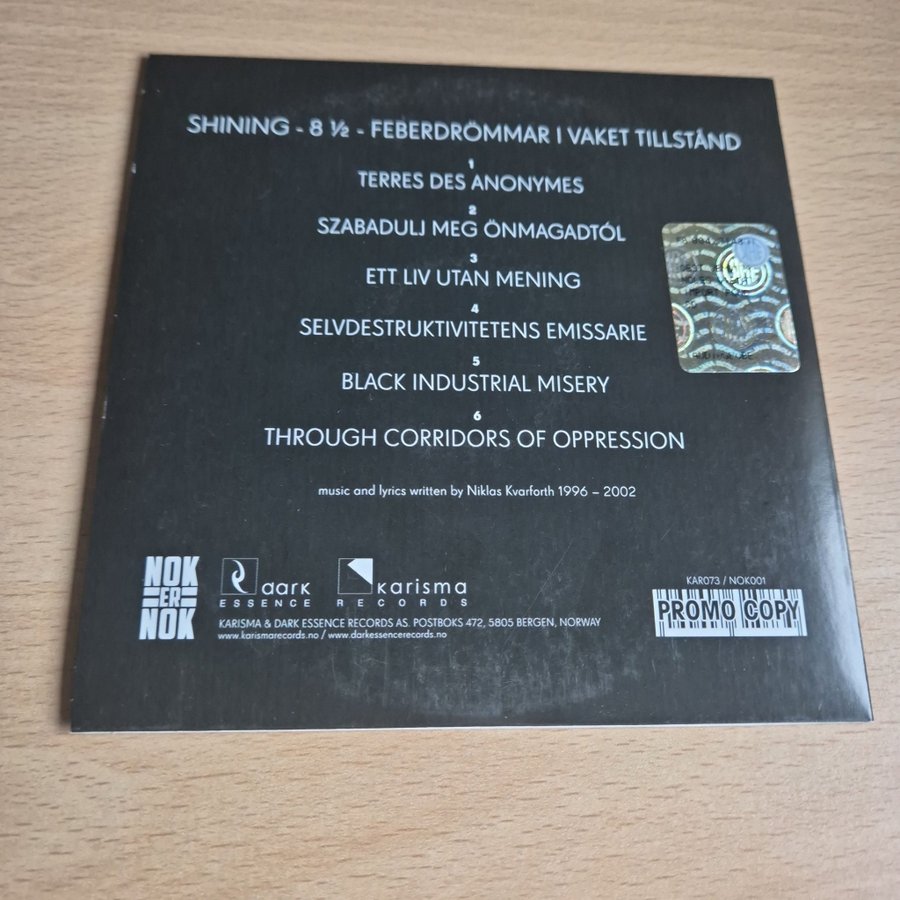 SHINING - 8 ½ - FEBERDRÖMMAR I VAKET TILLSTÅND
1
TERRES DES ANONYMES
2
SZABADULJ MEG ÖNMAGADTÓL
3
ETT LIV UTAN MENING
4
SELVDESTRUKTIVITETENS EMISSARIE
5
BLACK INDUSTRIAL MISERY
6
THROUGH CORRIDORS OF OPPRESSION
music and lyrics written by Niklas Kvarforth 1996 – 2002
NOK
ER
NOK
dark
ESSENCE
karisma
RECORDS
KARISMA & DARK ESSENCE RECORDS AS. POSTBOKS 472, 5805 BERGEN, NORWAY
www.karismarecords.no / www.darkessencerecords.no
KAR073 / NOK001
PROMO COPY